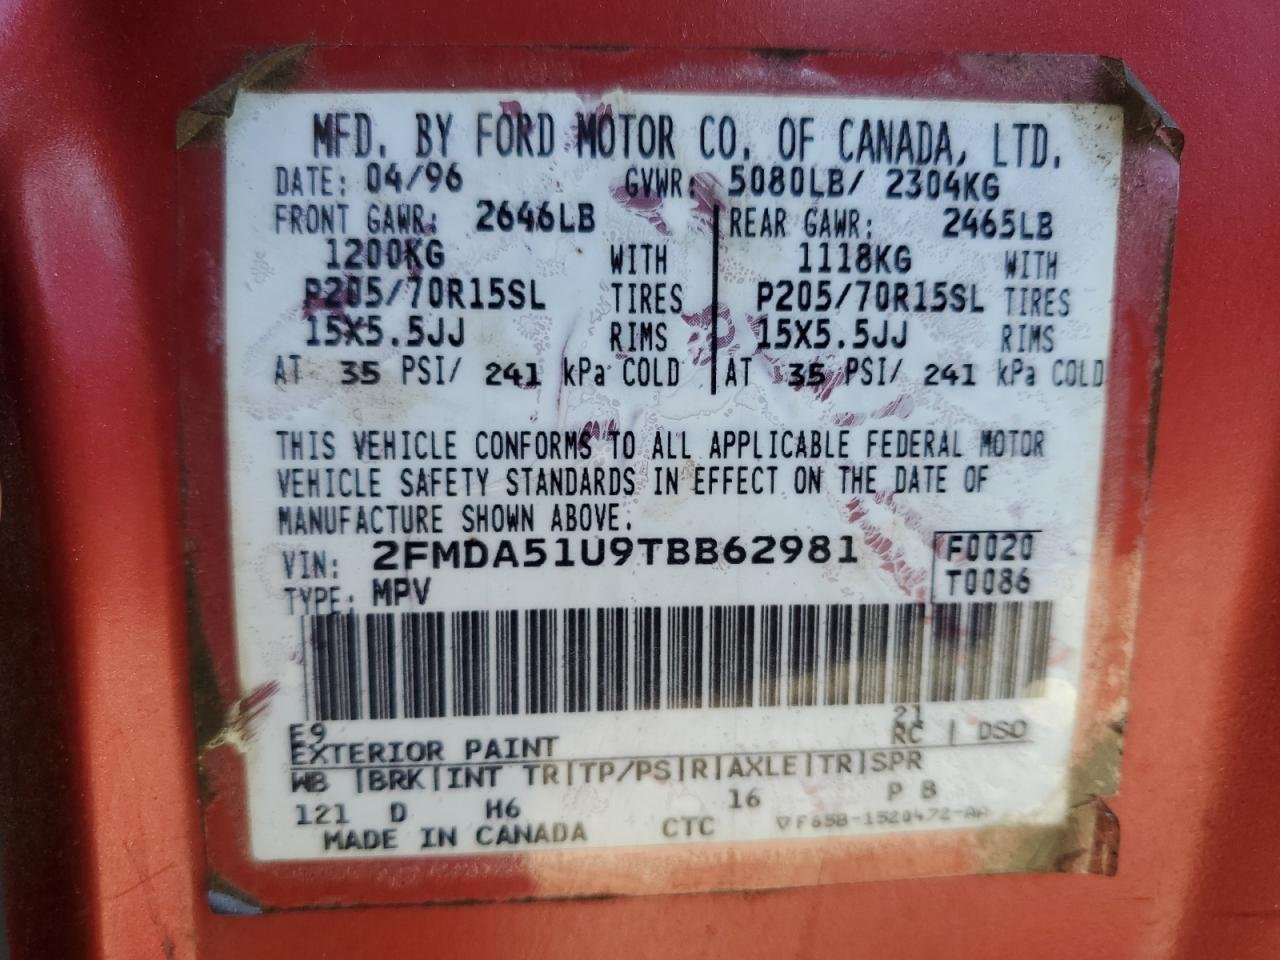 MFD. BY FORD MOTOR CO. OF CANADA, LTD.
DATE: 04/96 GVWR: 5080LB/ 2304KG
FRONT GAWR: 2646LB REAR GAWR: 2465LB
1200KG WITH 1118KG WITH
P205/70R15SL TIRES P205/70R15SL TIRES
15X5.5JJ RIMS 15X5.5JJ RIMS
AT 35 PSI/ 241 kPa COLD AT 35 PSI/ 241 kPa COLD
THIS VEHICLE CONFORMS TO ALL APPLICABLE FEDERAL MOTOR
VEHICLE SAFETY STANDARDS IN EFFECT ON THE DATE OF
MANUFACTURE SHOWN ABOVE.
VIN: 2FMDA51U9TBB62981 F0020
TYPE: MPV T0086
E9 21
EXTERIOR PAINT RC | DSO
WB |BRK|INT TR|TP/PS|R|AXLE|TR|SPR
121 D H6 16 P B
MADE IN CANADA CTC ▽F65B-1520472-AA